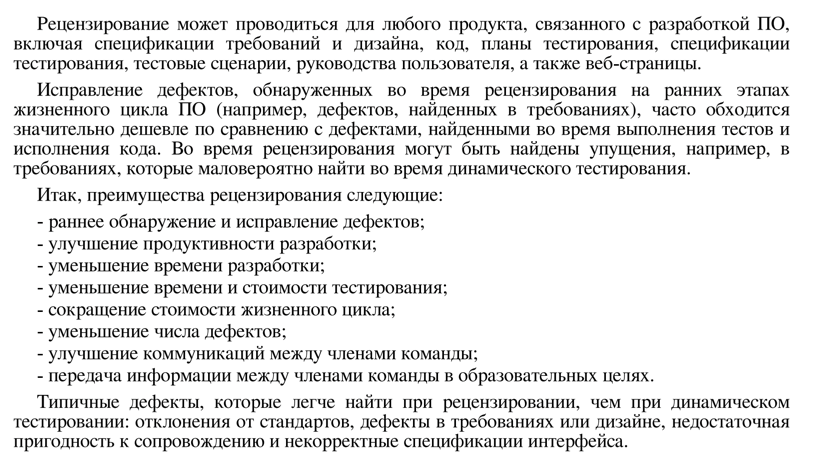 Рецензирование может проводиться для любого продукта, связанного с разработкой ПО,
включая спецификации требований и дизайна, код, планы тестирования, спецификации
тестирования, тестовые сценарии, руководства пользователя, а также веб-страницы.
Исправление дефектов, обнаруженных во время рецензирования на ранних этапах
жизненного цикла ПО (например, дефектов, найденных в требованиях), часто обходится
значительно дешевле по сравнению с дефектами, найденными во время выполнения тестов и
исполнения кода. Во время рецензирования могут быть найдены упущения, например, в
требованиях, которые маловероятно найти во время динамического тестирования.
Итак, преимущества рецензирования следующие:
- раннее обнаружение и исправление дефектов;
- улучшение продуктивности разработки;
- уменьшение времени разработки;
- уменьшение времени и стоимости тестирования;
- сокращение стоимости жизненного цикла;
- уменьшение числа дефектов;
- улучшение коммуникаций между членами команды;
- передача информации между членами команды в образовательных целях.
Типичные дефекты, которые легче найти при рецензировании, чем при динамическом
тестировании: отклонения от стандартов, дефекты в требованиях или дизайне, недостаточная
пригодность к сопровождению и некорректные спецификации интерфейса.